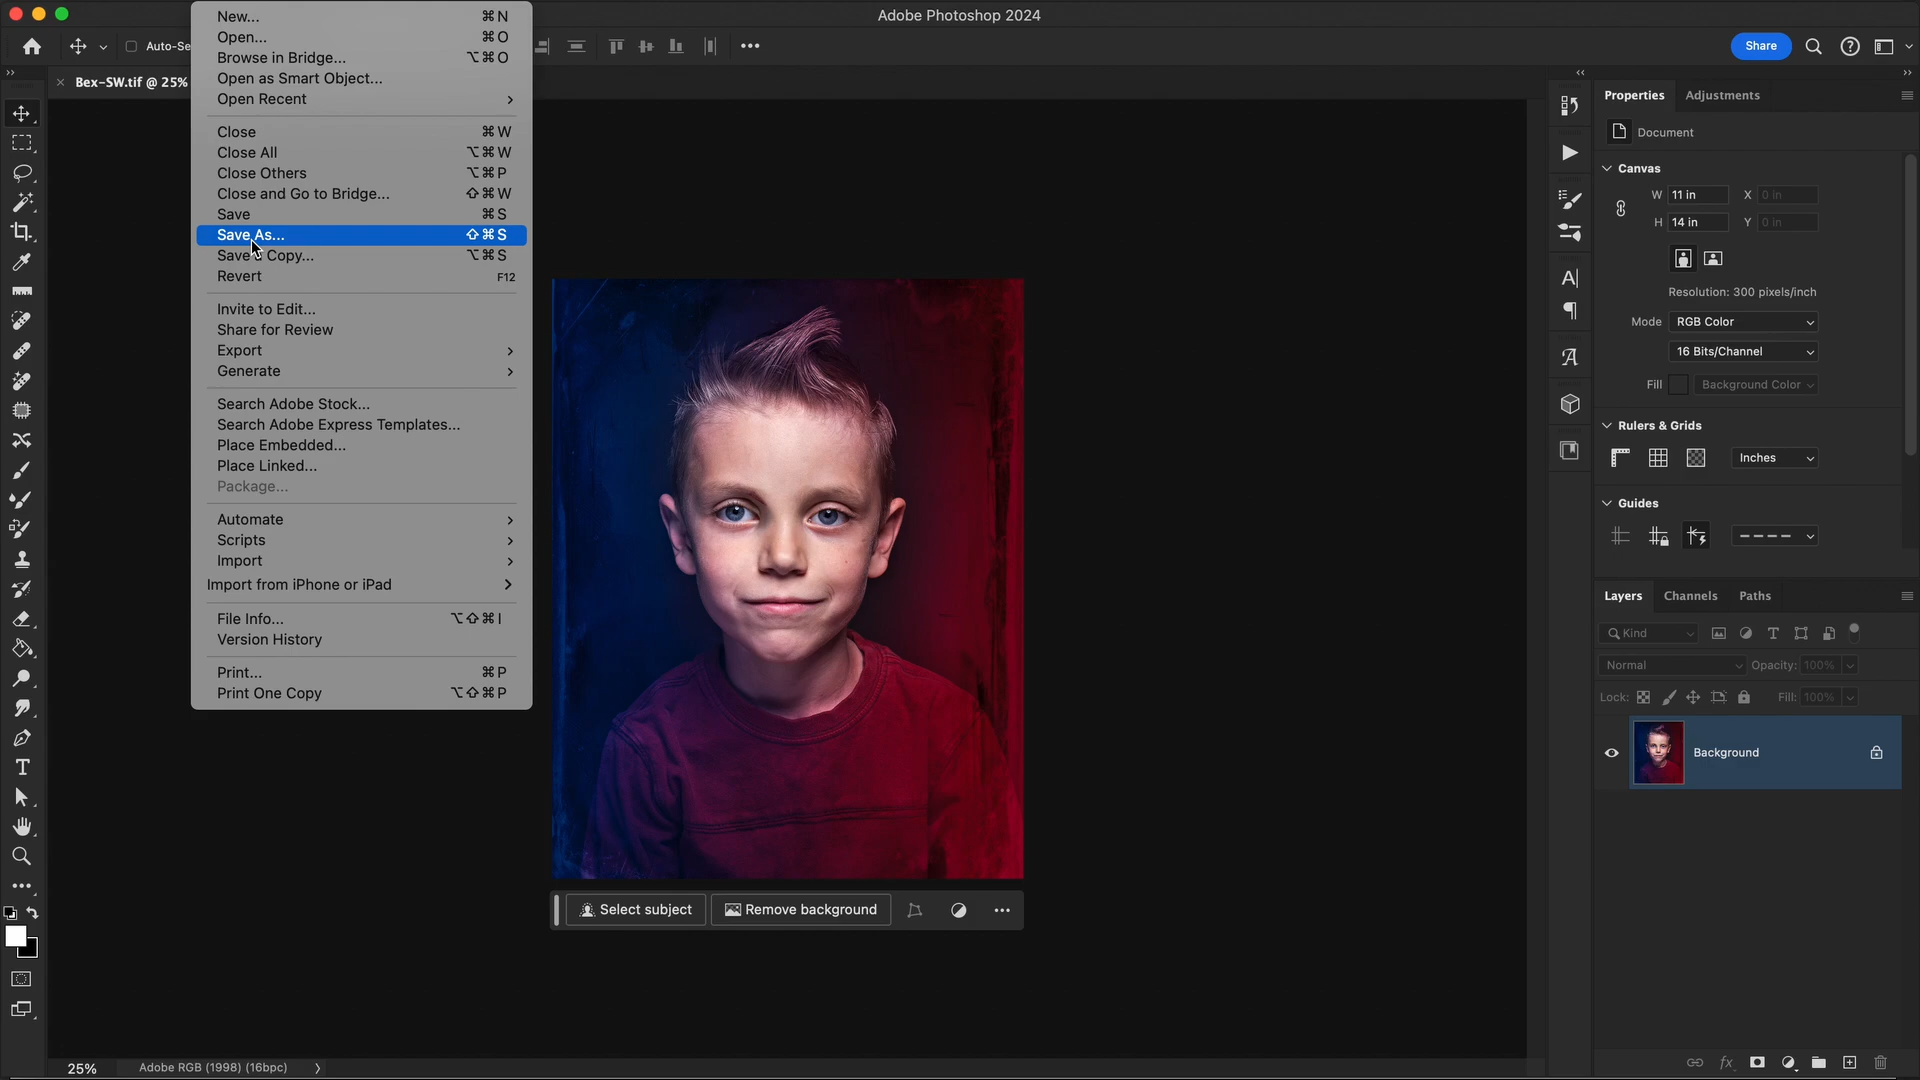 Adobe Photoshop 2024
Auto-Se
Share
Bex-SW.tif @ 25%
New... ⌘N
Open... ⌘O
Browse in Bridge... ⌥⌘O
Open as Smart Object...
Open Recent
Close ⌘W
Close All ⌥⌘W
Close Others ⌥⌘P
Close and Go to Bridge... ⇧⌘W
Save ⌘S
Save As... ⇧⌘S
Save a Copy... ⌥⌘S
Revert F12
Invite to Edit...
Share for Review
Export
Generate
Search Adobe Stock...
Search Adobe Express Templates...
Place Embedded...
Place Linked...
Package...
Automate
Scripts
Import
Import from iPhone or iPad
File Info... ⌥⇧⌘I
Version History
Print... ⌘P
Print One Copy ⌥⇧⌘P
Select subject Remove background
25% Adobe RGB (1998) (16bpc)
Properties Adjustments
Document
Canvas
W 11 in X 0 in
H 14 in Y 0 in
Resolution: 300 pixels/inch
Mode RGB Color
16 Bits/Channel
Fill Background Color
Rulers & Grids
Inches
Guides
Layers Channels Paths
Kind
Normal Opacity: 100%
Lock: Fill: 100%
Background